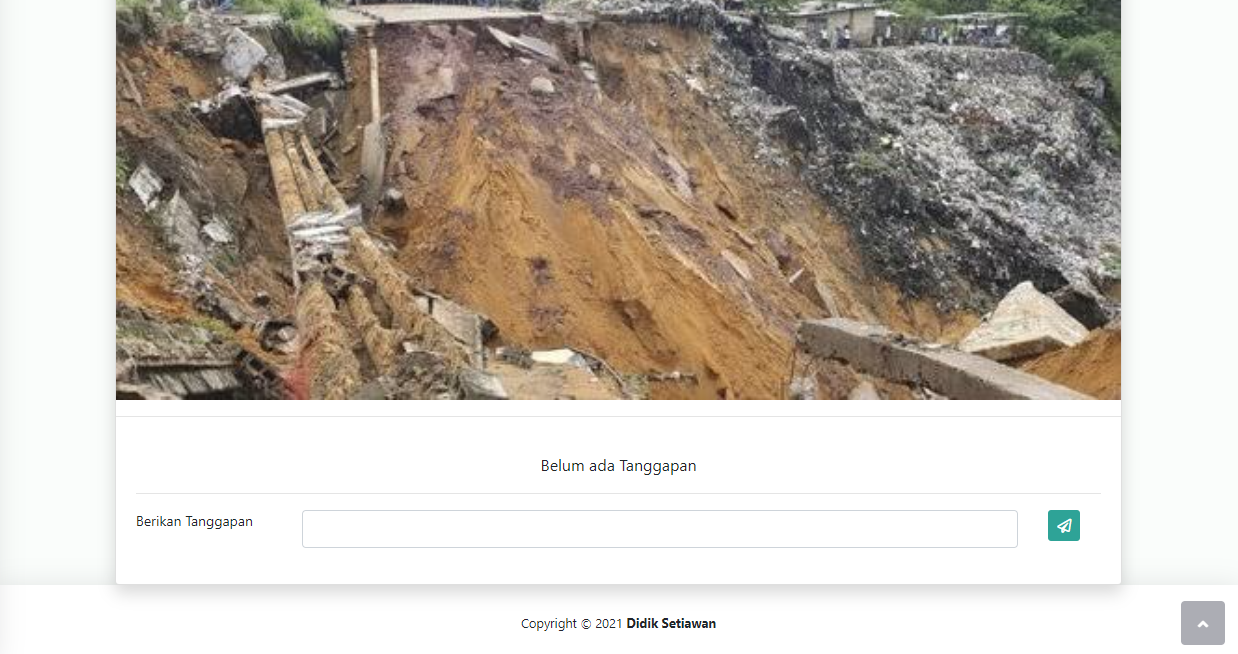 Belum ada Tanggapan
Berikan Tanggapan
Copyright © 2021 Didik Setiawan